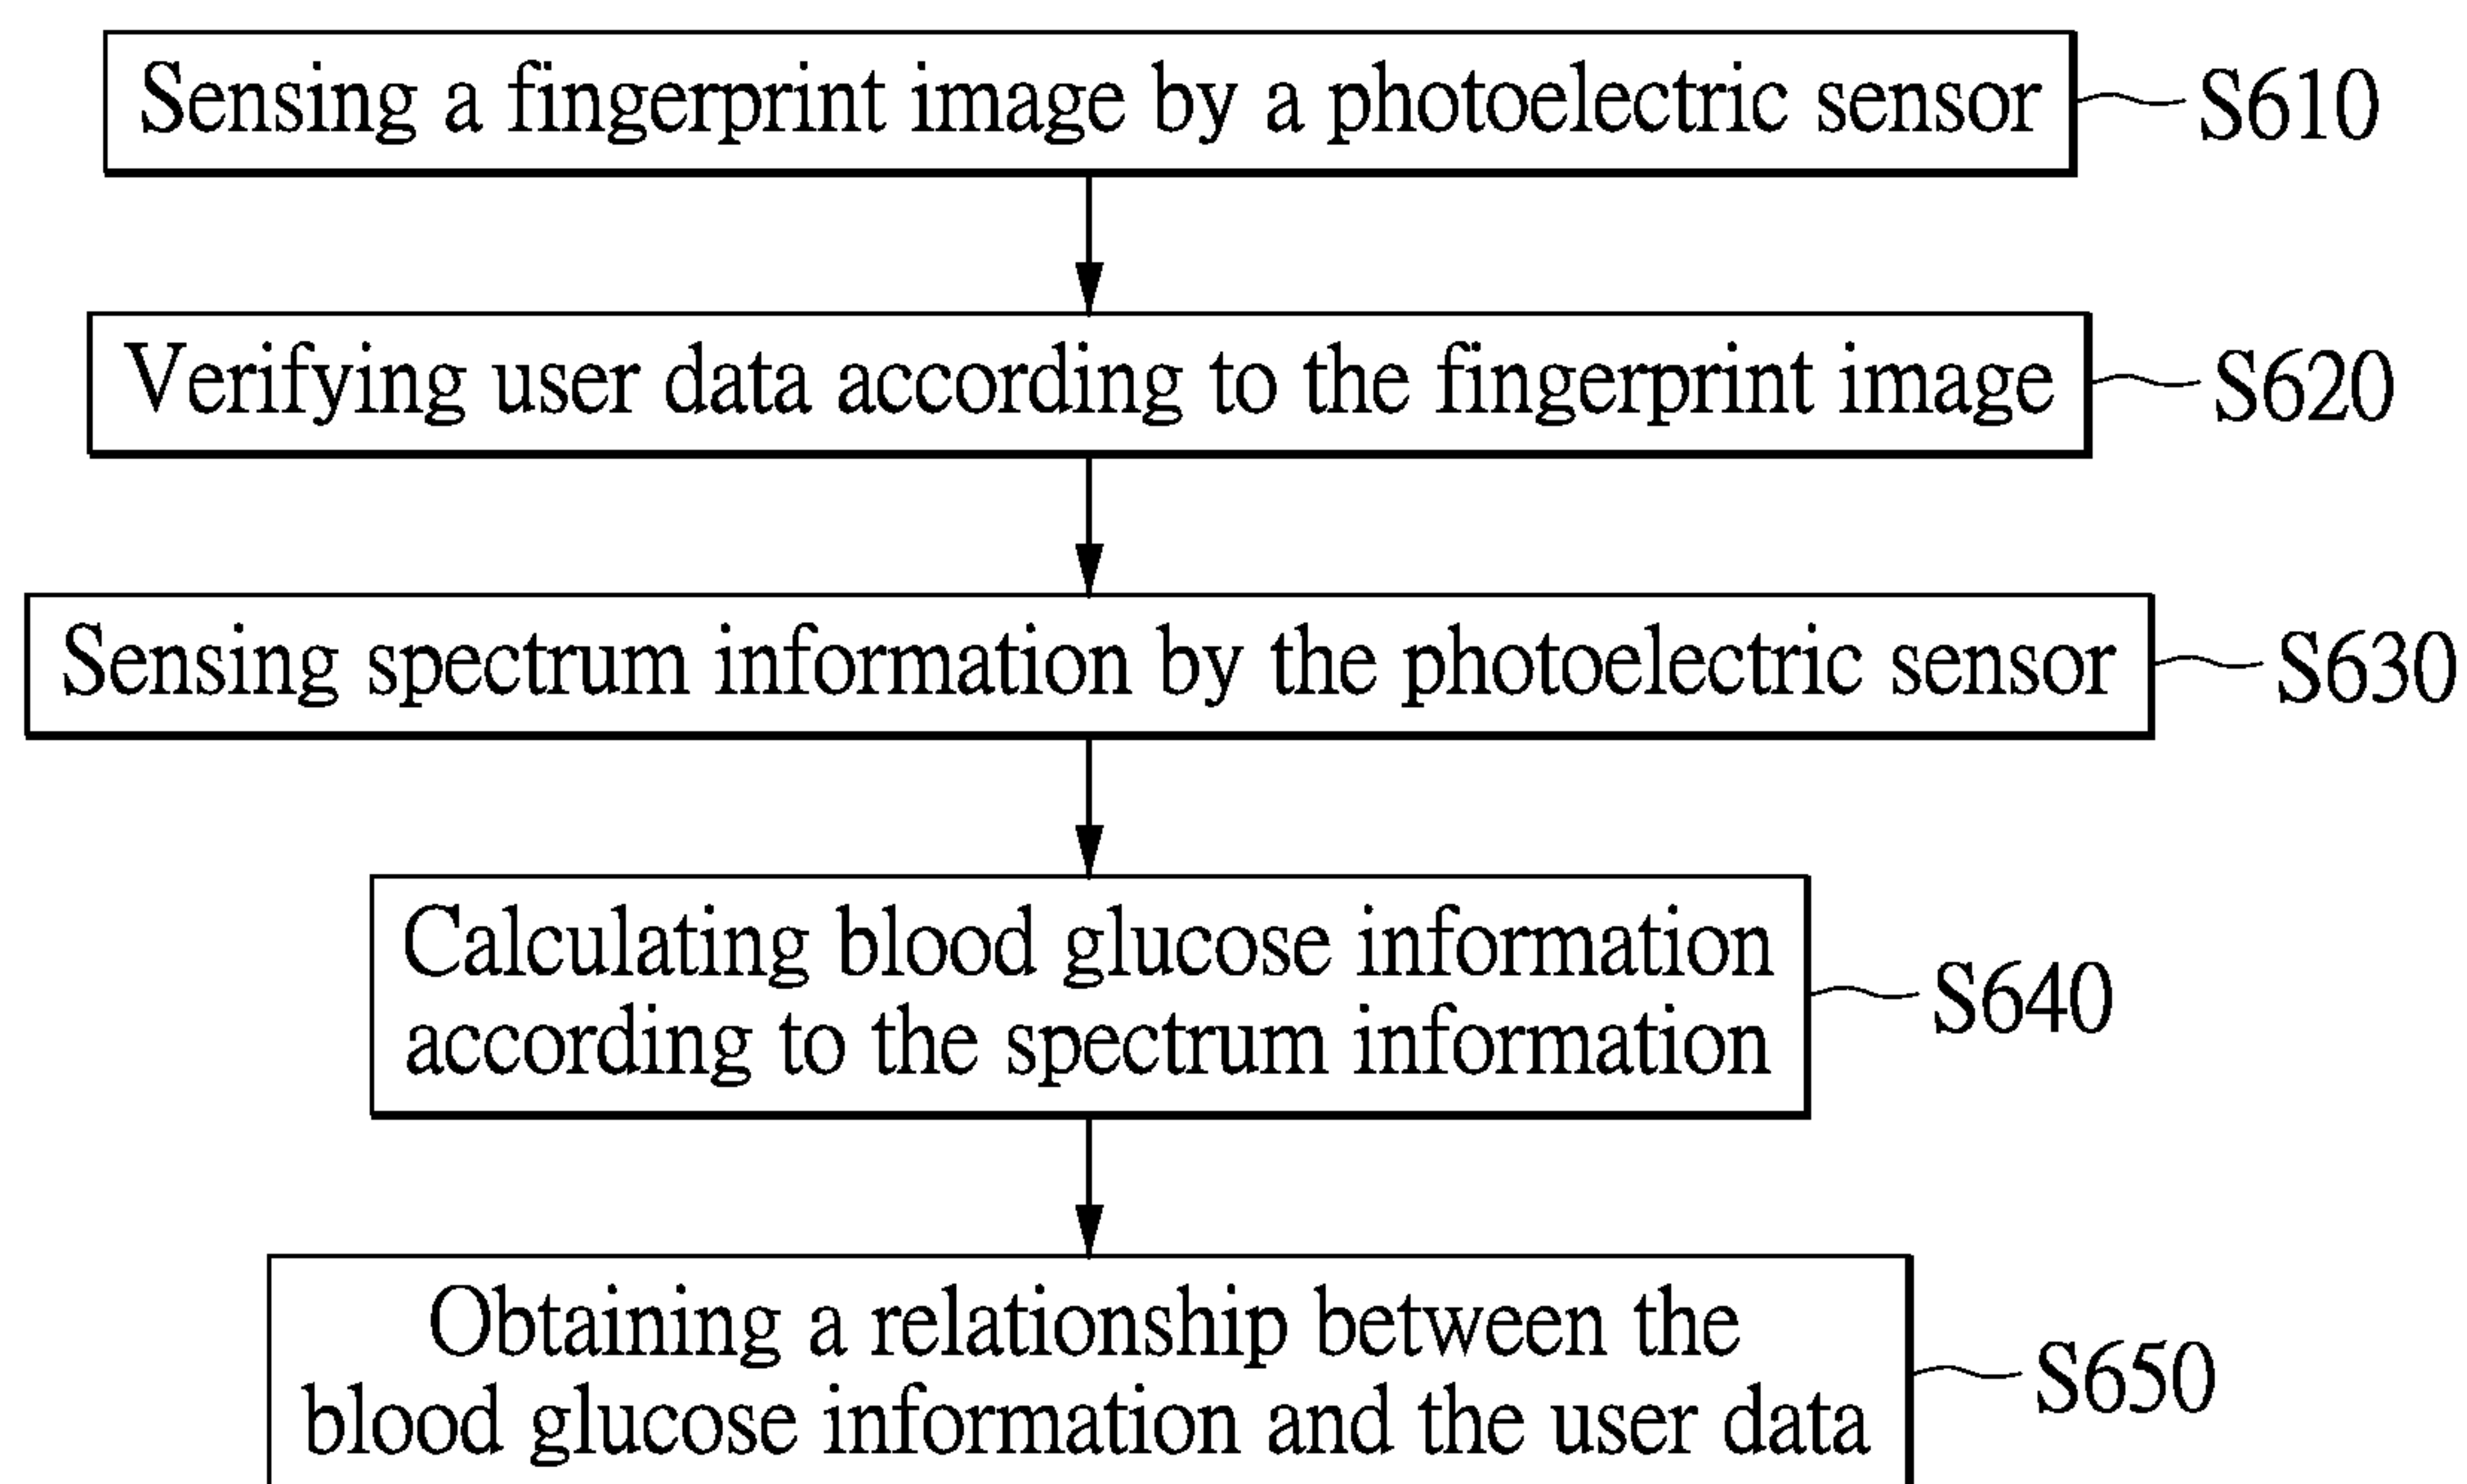 Sensing a fingerprint image by a photoelectric sensor S610
Verifying user data according to the fingerprint image S620
Sensing spectrum information by the photoelectric sensor S630
Calculating blood glucose information
according to the spectrum information
S640
Obtaining a relationship between the
blood glucose information and the user data
S650